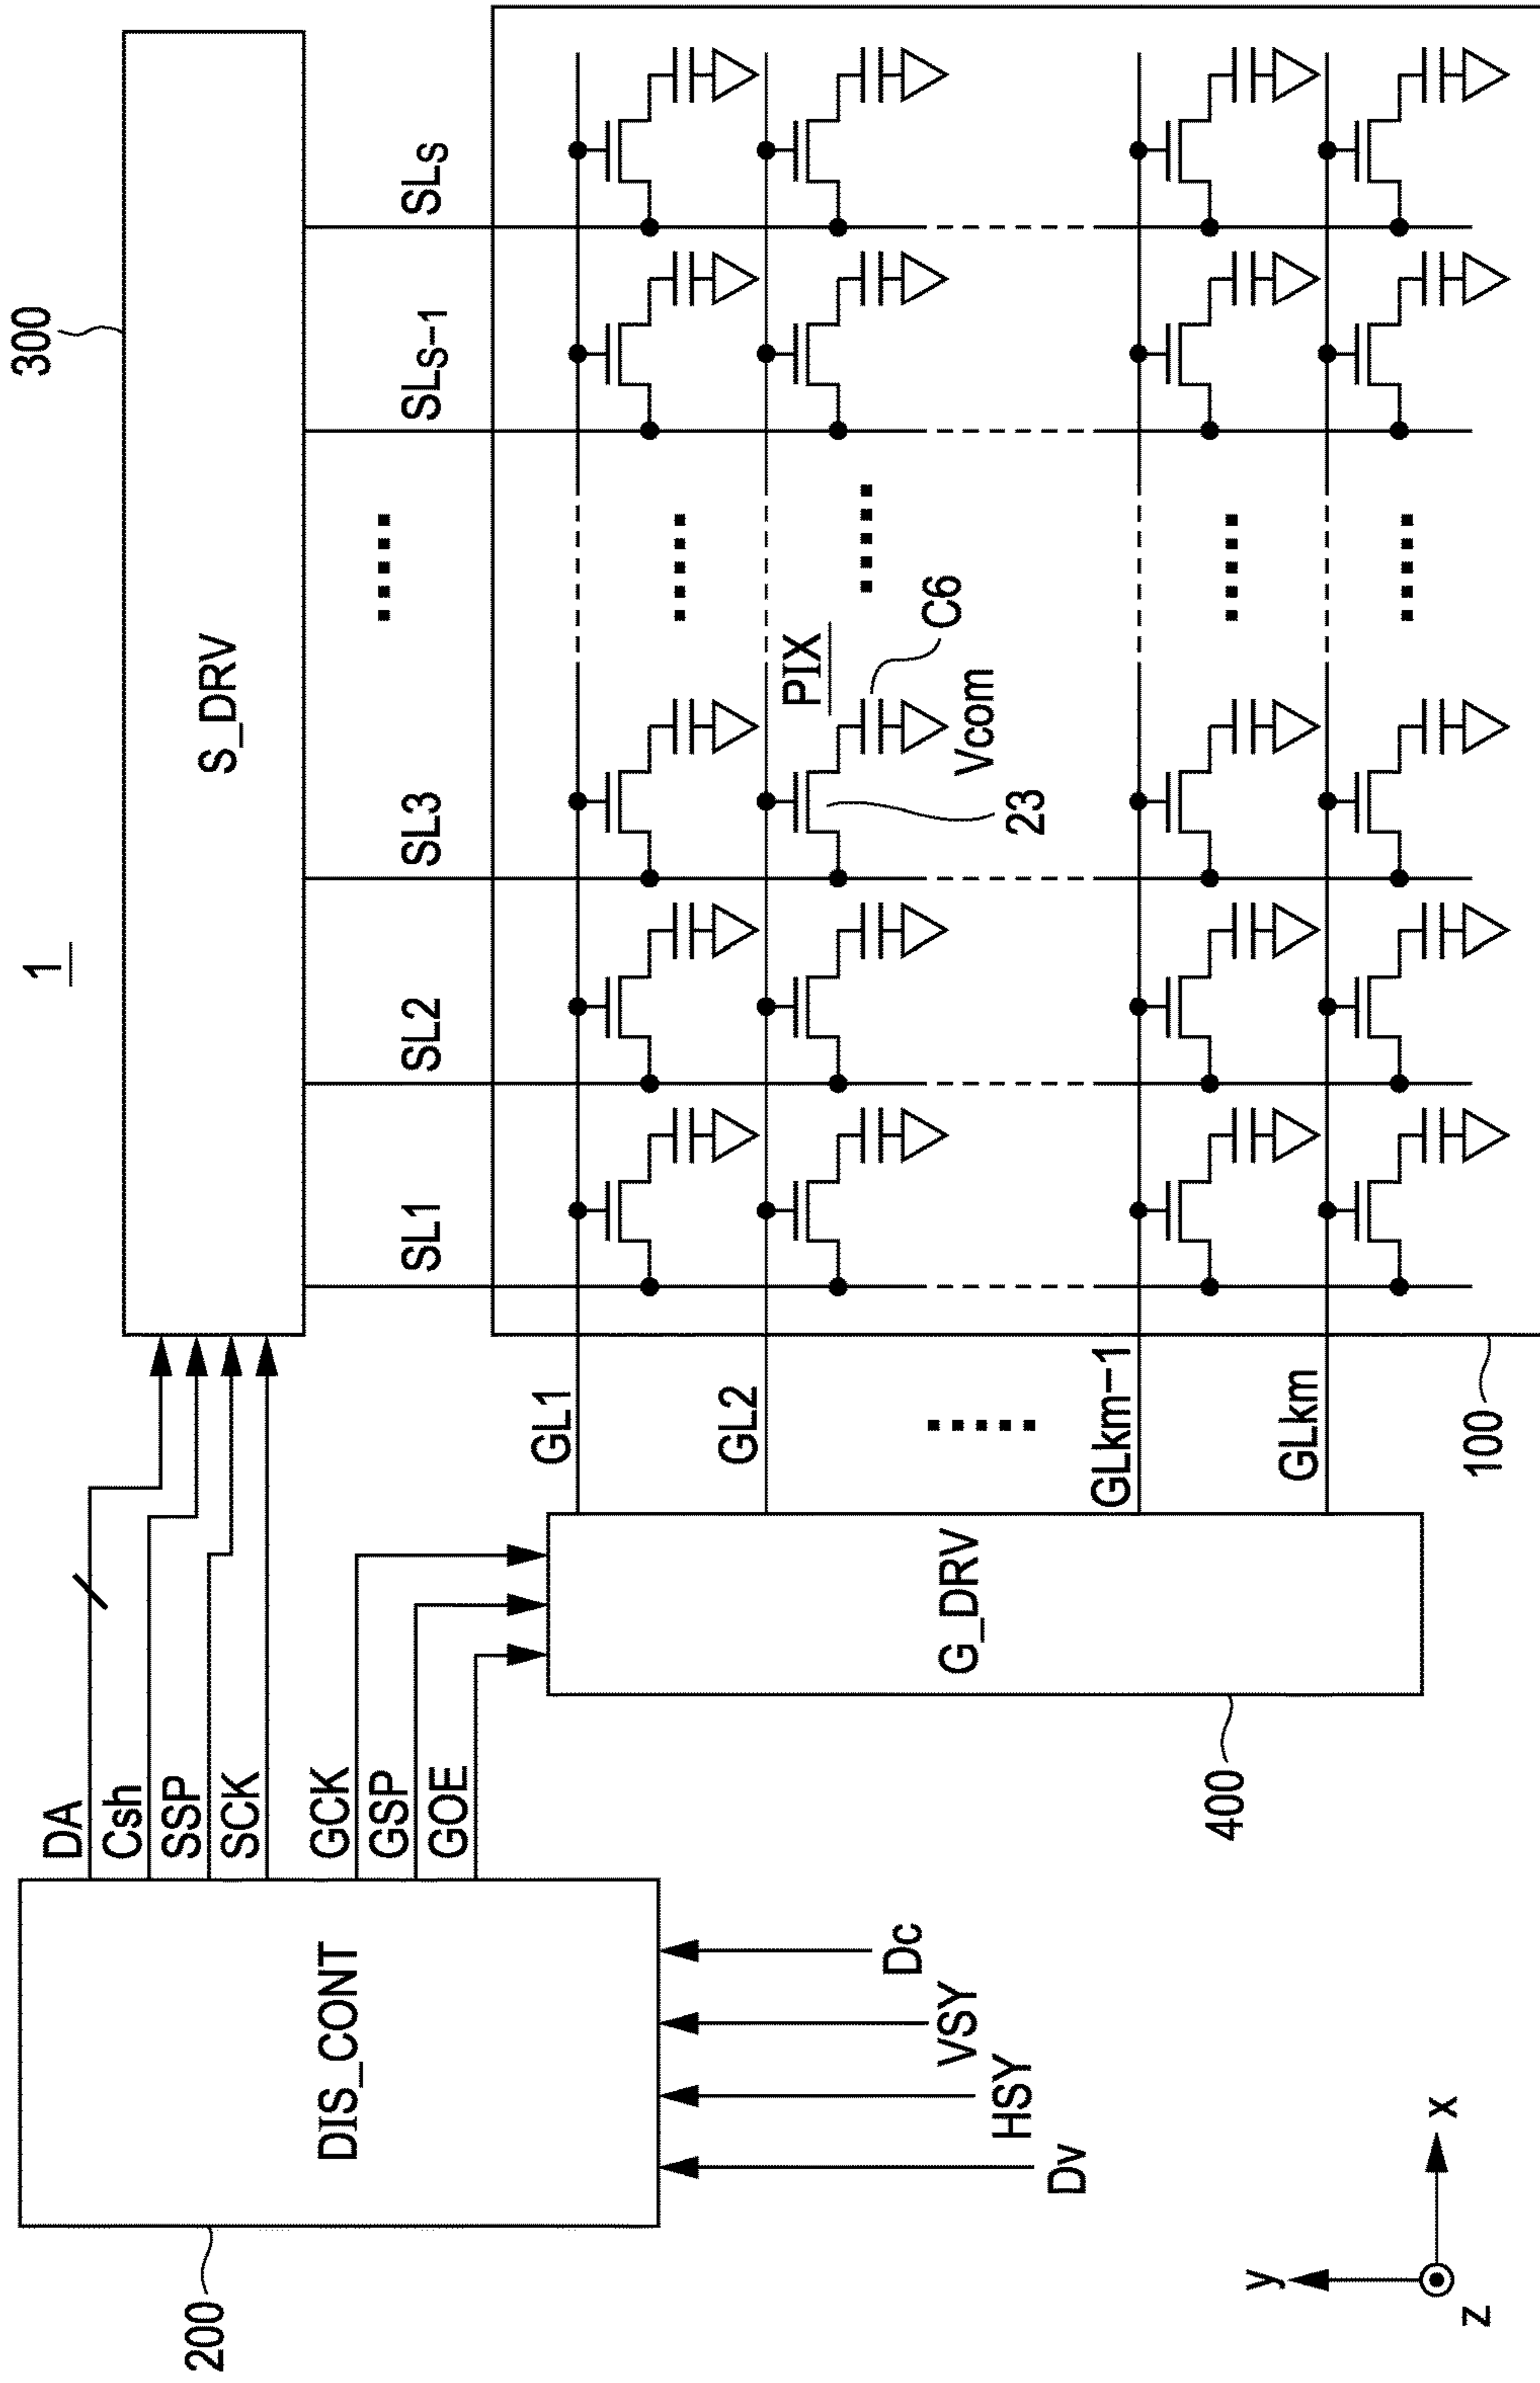 1
300
S_DRV
DA
Csh
SSP
SCK
SL1
SL2
SL3
SLs-1
SLs
GCK
GSP
GOE
DIS_CONT
200
GL1
GL2
PIX
C6
Vcom
23
G_DRV
400
GLkm-1
GLkm
100
Dv
HSY
VSY
Dc
y
x
z